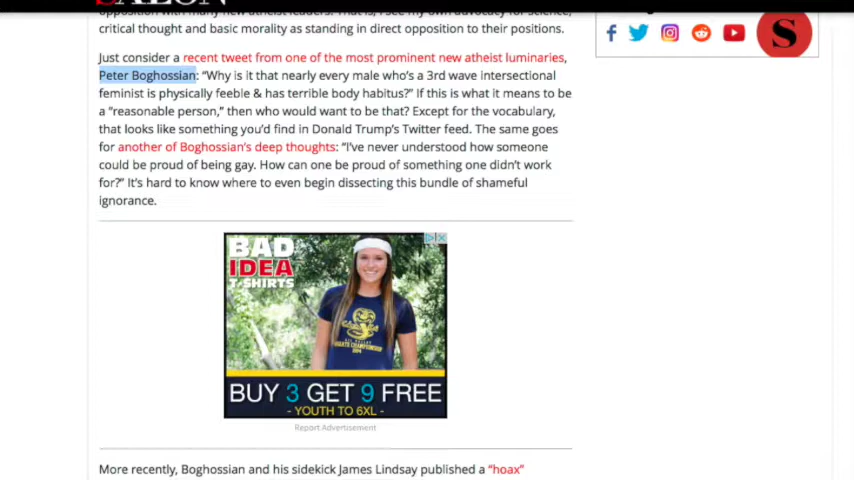 SALON
opposition with many new atheist leaders. That is, I see my own advocacy for science,
critical thought and basic morality as standing in direct opposition to their positions.
Just consider a recent tweet from one of the most prominent new atheist luminaries,
Peter Boghossian: “Why is it that nearly every male who’s a 3rd wave intersectional
feminist is physically feeble & has terrible body habitus?” If this is what it means to be
a “reasonable person,” then who would want to be that? Except for the vocabulary,
that looks like something you’d find in Donald Trump’s Twitter feed. The same goes
for another of Boghossian’s deep thoughts: “I’ve never understood how someone
could be proud of being gay. How can one be proud of something one didn’t work
for?” It’s hard to know where to even begin dissecting this bundle of shameful
ignorance.
S
BAD
IDEA
T-SHIRTS
BUY 3 GET 9 FREE
- YOUTH TO 6XL -
Report Advertisement
More recently, Boghossian and his sidekick James Lindsay published a “hoax”